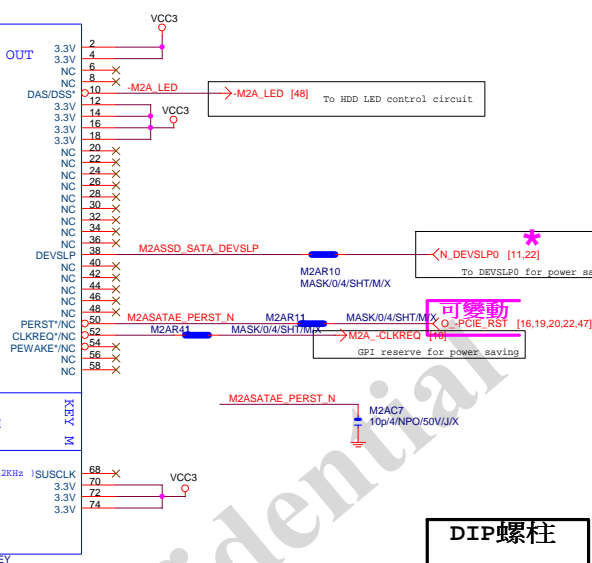 VCC3
OUT
3.3V 2
3.3V 4
NC 6
NC 8
DAS/DSS* 10 -M2A_LED -M2A_LED [48] To HDD LED control circuit
3.3V 12
3.3V 14 VCC3
3.3V 16
3.3V 18
NC 20
NC 22
NC 24
NC 26
NC 28
NC 30
NC 32
NC 34
NC 36
DEVSLP 38 M2ASSD_SATA_DEVSLP N_DEVSLP0 [11,22]
*
M2AR10
MASK/0/4/SHT/M/X
To DEVSLP0 for power sa
NC 40
NC 42
NC 44
NC 46
NC 48
可變動
PERST*/NC 50 M2ASATAE_PERST_N M2AR11 MASK/0/4/SHT/M/X O_-PCIE_RST [16,19,20,22,47]
CLKREQ*/NC 52 M2AR41 MASK/0/4/SHT/M/X M2A_-CLKREQ [10]
PEWAKE*/NC 54
GPI reserve for power saving
NC 56
NC 58
M2ASATAE_PERST_N
M2AC7
10p/4/NPO/50V/J/X
KEY M
2KHz )SUSCLK 68
3.3V 70 VCC3
3.3V 72
3.3V 74
DIP螺柱
EY
fidential